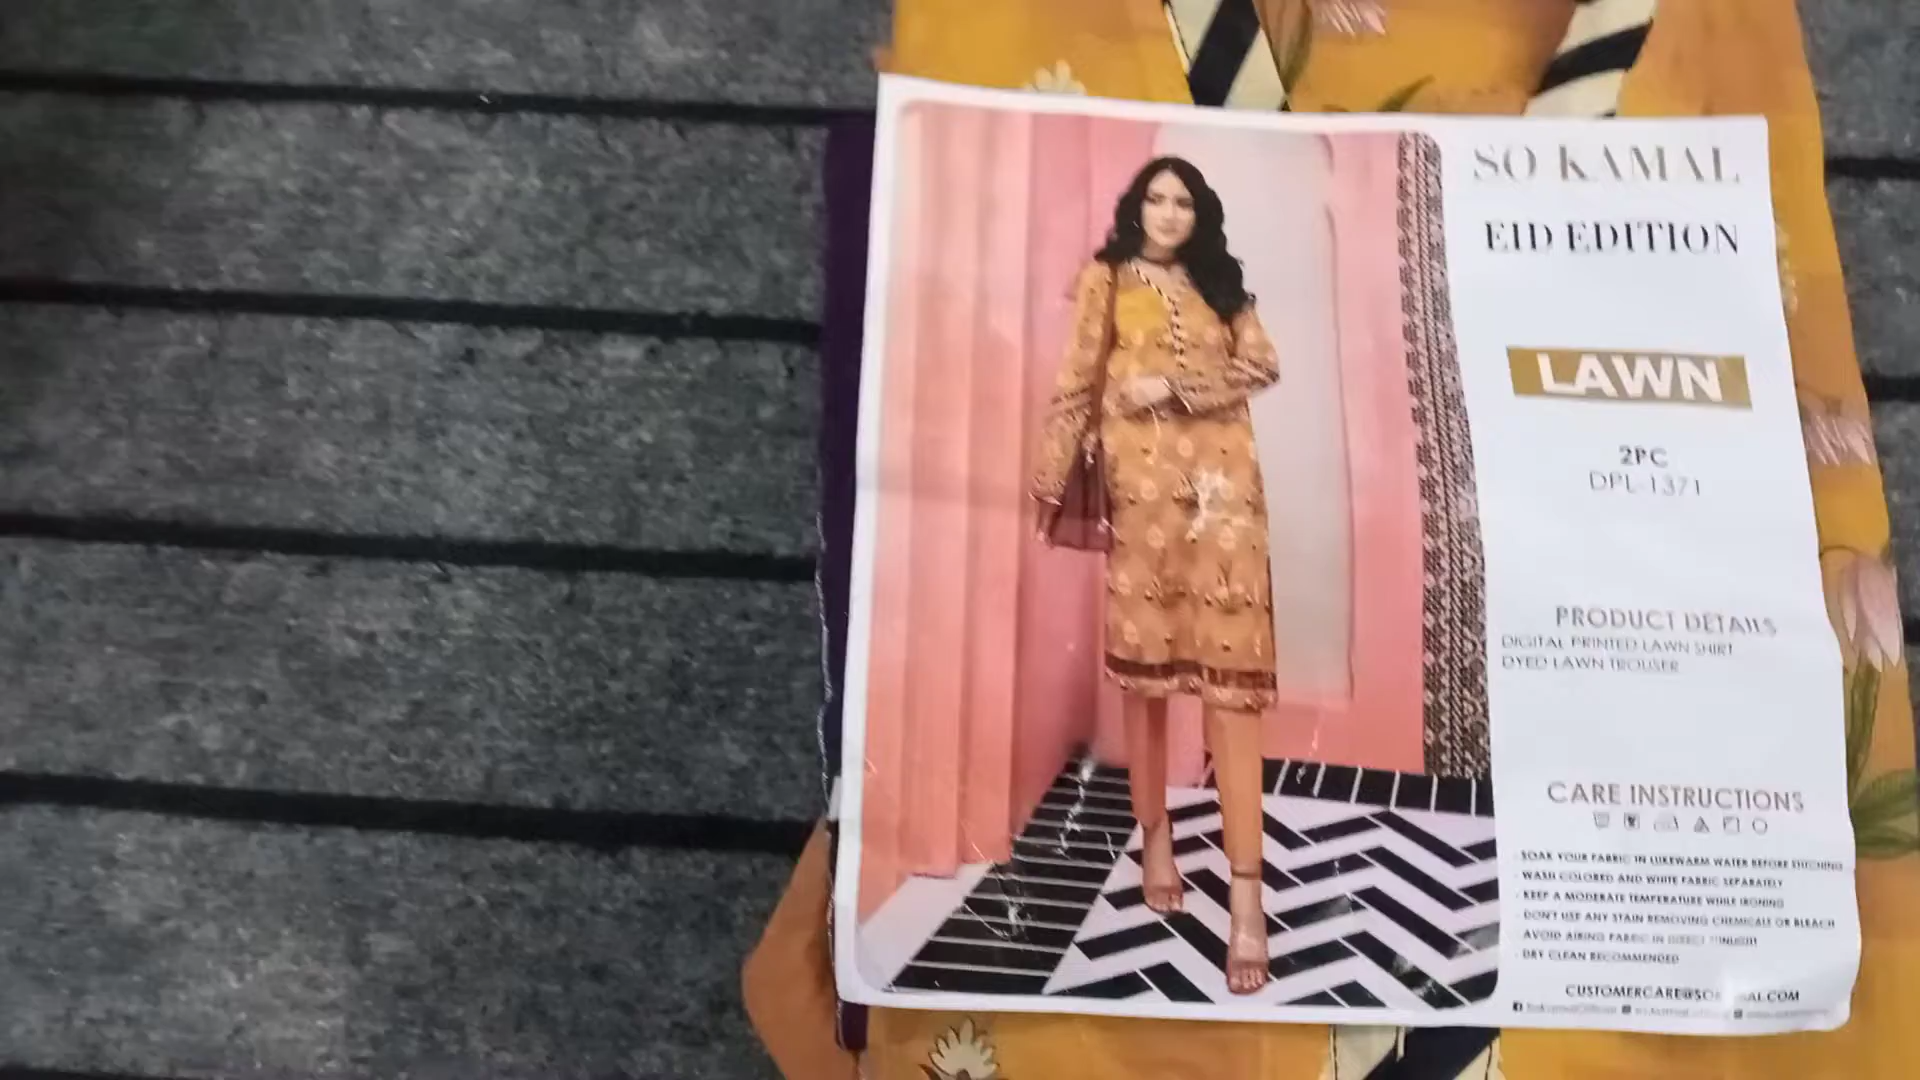 SO KAMAL
EID EDITION
LAWN
2PC
DPL-1371
PRODUCT DETAILS
DIGITAL PRINTED LAWN SHIRT
DYED LAWN TROUSER
CARE INSTRUCTIONS
- SOAK YOUR FABRIC IN LUKEWARM WATER BEFORE STITCHING
- WASH COLORED AND WHITE FABRIC SEPARATELY
- KEEP A MODERATE TEMPERATURE WHILE IRONING
- DON'T USE ANY STAIN REMOVING CHEMICALS OR BLEACH
- AVOID AIRING FABRIC IN DIRECT SUNLIGHT
- DRY CLEAN RECOMMENDED